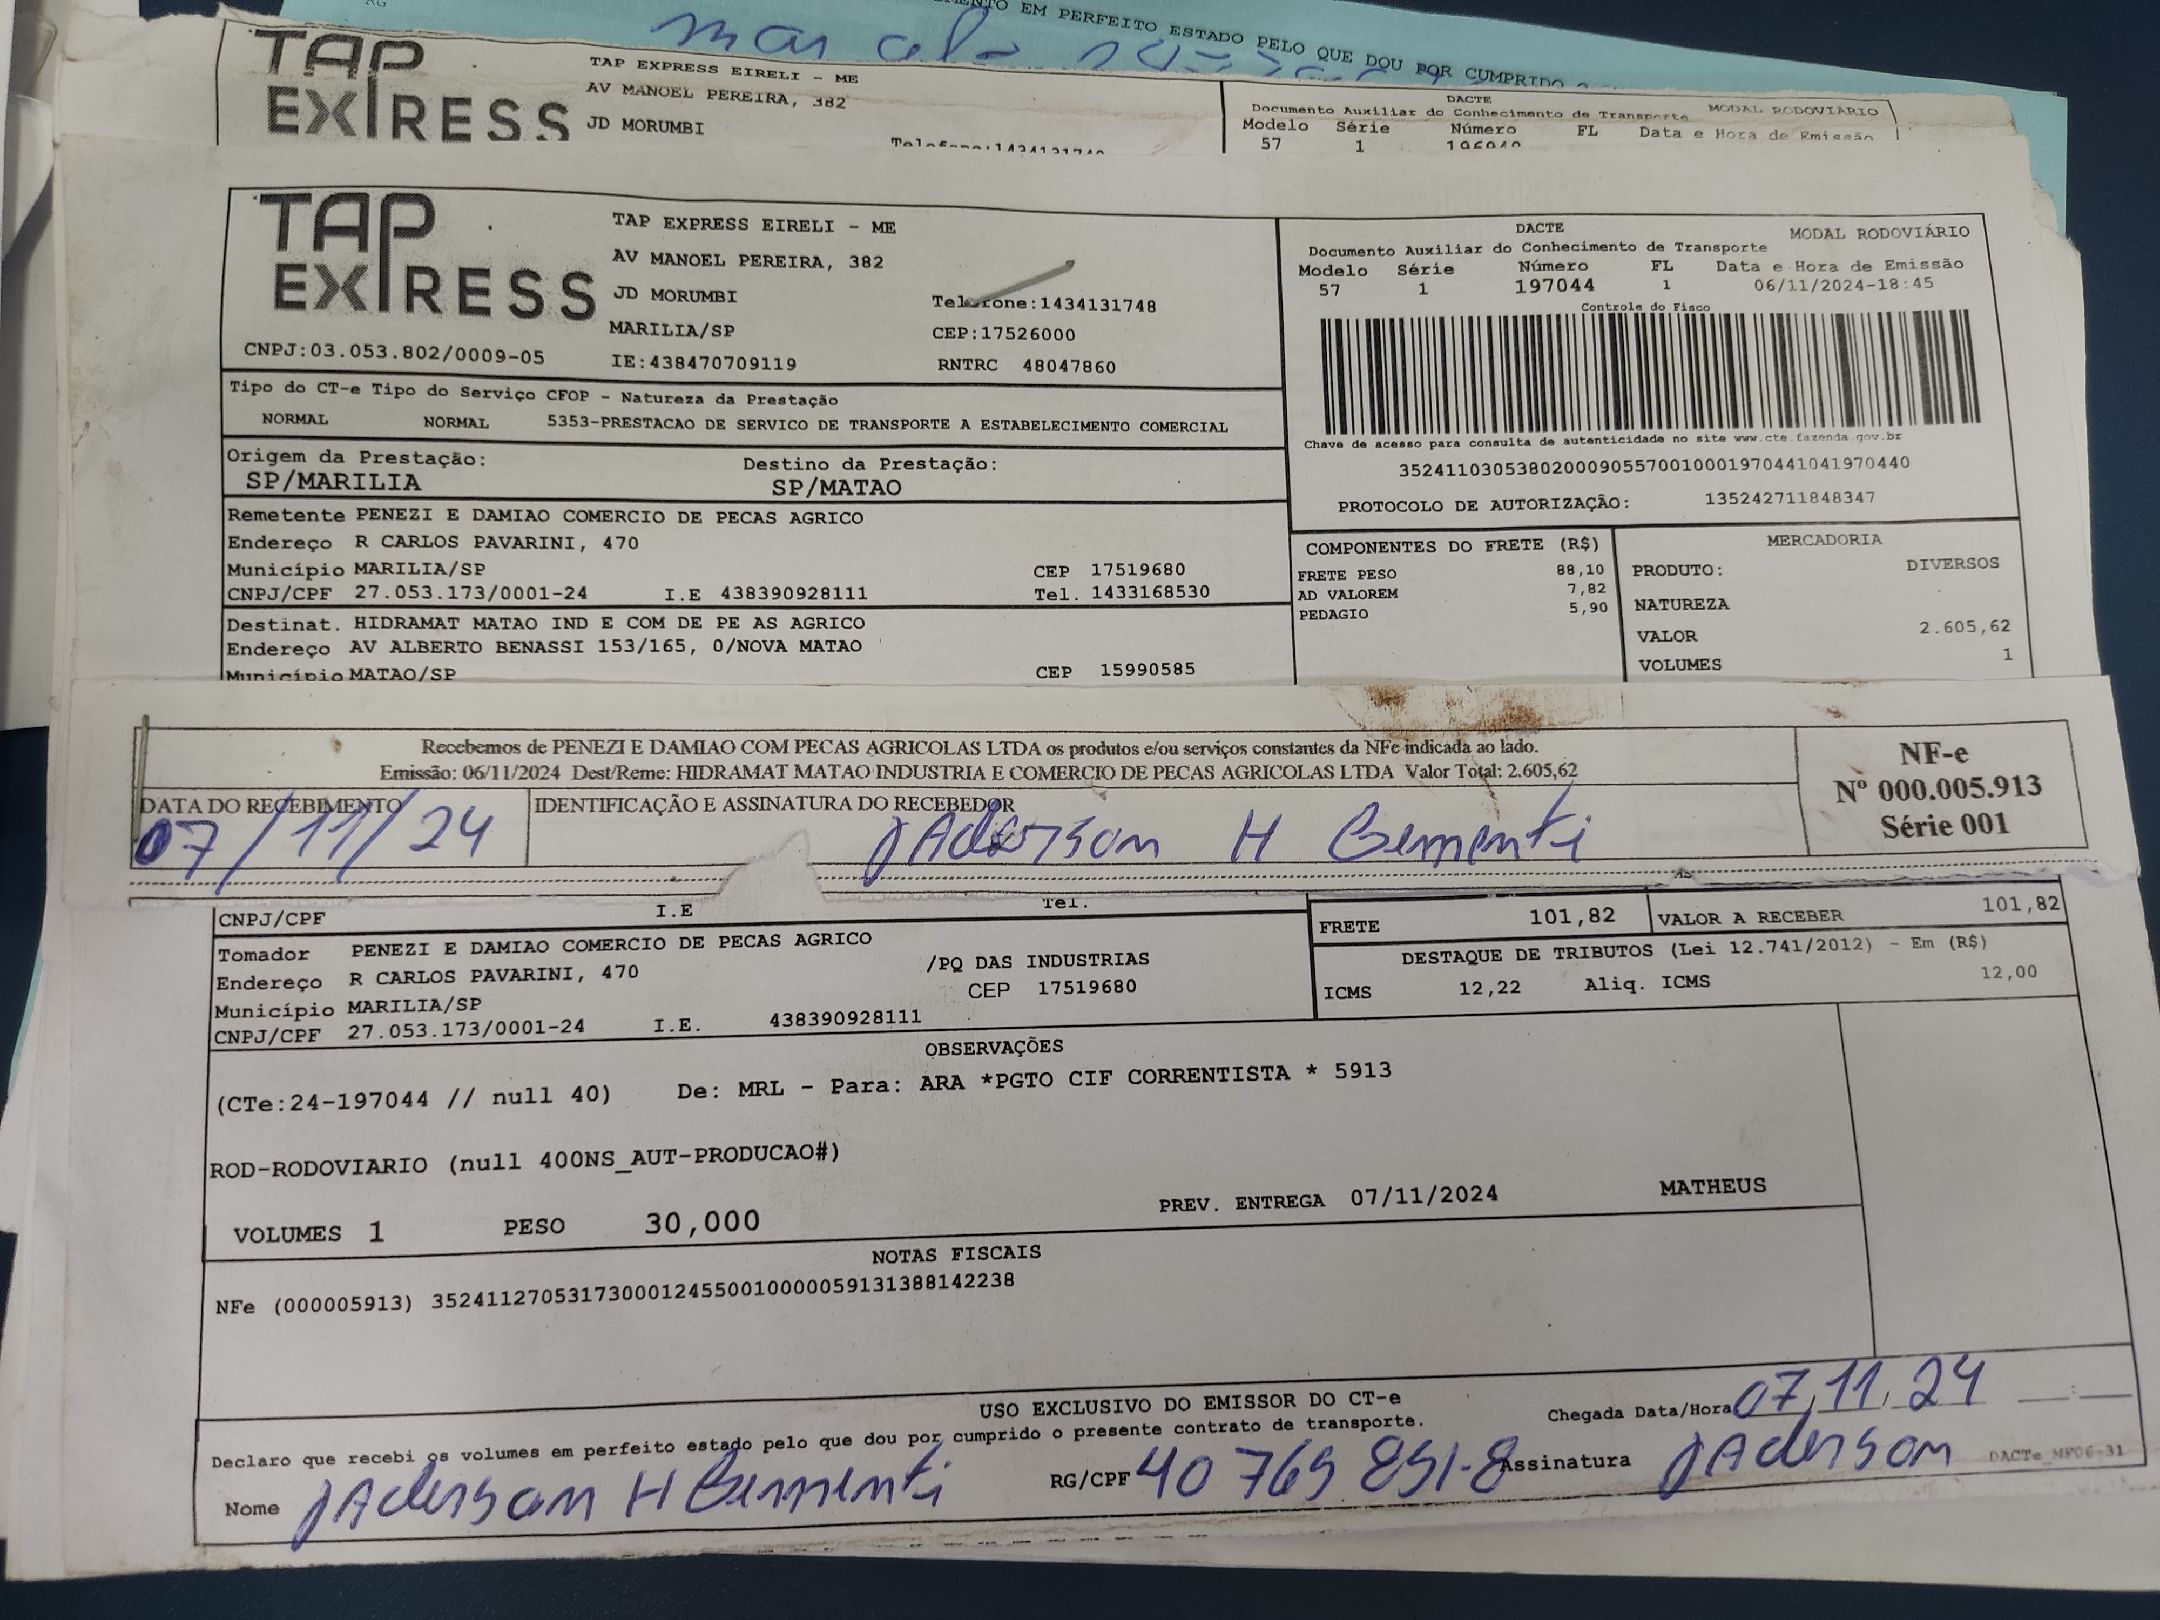 EM PERFEITO ESTADO PELO QUE DOU POR CUMPRIDO
TAP EXPRESS
TAP EXPRESS EIRELI - ME
AV MANOEL PEREIRA, 382
JD MORUMBI
DACTE
Documento Auxiliar do Conhecimento de Transporte MODAL RODOVIÁRIO
Modelo Série Número FL Data e Hora de Emissão
57 1
TAP EXPRESS
CNPJ:03.053.802/0009-05
TAP EXPRESS EIRELI - ME
AV MANOEL PEREIRA, 382
JD MORUMBI Telefone:1434131748
MARILIA/SP CEP:17526000
IE:438470709119 RNTRC 48047860
DACTE MODAL RODOVIÁRIO
Documento Auxiliar do Conhecimento de Transporte
Modelo Série Número FL Data e Hora de Emissão
57 1 197044 1 06/11/2024-18:45
Controle do Fisco
Chave de acesso para consulta de autenticidade no site www.cte.fazenda.gov.br
35241103053802000905570010001970441041970440
PROTOCOLO DE AUTORIZAÇÃO: 135242711848347
Tipo do CT-e Tipo do Serviço CFOP - Natureza da Prestação
NORMAL NORMAL 5353-PRESTACAO DE SERVICO DE TRANSPORTE A ESTABELECIMENTO COMERCIAL
Origem da Prestação: Destino da Prestação:
SP/MARILIA SP/MATAO
Remetente PENEZI E DAMIAO COMERCIO DE PECAS AGRICO
Endereço R CARLOS PAVARINI, 470
Município MARILIA/SP CEP 17519680
CNPJ/CPF 27.053.173/0001-24 I.E 438390928111 Tel. 1433168530
Destinat. HIDRAMAT MATAO IND E COM DE PE AS AGRICO
Endereço AV ALBERTO BENASSI 153/165, 0/NOVA MATAO
Município MATAO/SP CEP 15990585
COMPONENTES DO FRETE (R$)
FRETE PESO 88,10
AD VALOREM 7,82
PEDAGIO 5,90
MERCADORIA
PRODUTO: DIVERSOS
NATUREZA
VALOR 2.605,62
VOLUMES 1
Recebemos de PENEZI E DAMIAO COM PECAS AGRICOLAS LTDA os produtos e/ou serviços constantes da NFe indicada ao lado.
Emissão: 06/11/2024 Dest/Reme: HIDRAMAT MATAO INDUSTRIA E COMERCIO DE PECAS AGRICOLAS LTDA Valor Total: 2.605,62
DATA DO RECEBIMENTO IDENTIFICAÇÃO E ASSINATURA DO RECEBEDOR
07/11/24 JAderson H Bementi
NF-e
Nº 000.005.913
Série 001
CNPJ/CPF I.E Tel.
FRETE 101,82 VALOR A RECEBER 101,82
Tomador PENEZI E DAMIAO COMERCIO DE PECAS AGRICO
Endereço R CARLOS PAVARINI, 470 /PQ DAS INDUSTRIAS
Município MARILIA/SP CEP 17519680
CNPJ/CPF 27.053.173/0001-24 I.E. 438390928111
DESTAQUE DE TRIBUTOS (Lei 12.741/2012) - Em (R$)
ICMS 12,22 Aliq. ICMS 12,00
OBSERVAÇÕES
(CTe:24-197044 // null 40) De: MRL - Para: ARA *PGTO CIF CORRENTISTA * 5913
ROD-RODOVIARIO (null 400NS_AUT-PRODUCAO#)
VOLUMES 1 PESO 30,000 PREV. ENTREGA 07/11/2024 MATHEUS
NOTAS FISCAIS
NFe (000005913) 35241127053173000124550010000059131388142238
USO EXCLUSIVO DO EMISSOR DO CT-e
Declaro que recebi os volumes em perfeito estado pelo que dou por cumprido o presente contrato de transporte. Chegada Data/Hora 07,11,24
Nome JAderson H Bementi RG/CPF 40 769 891-8 Assinatura JAderson DACTe MF06-31